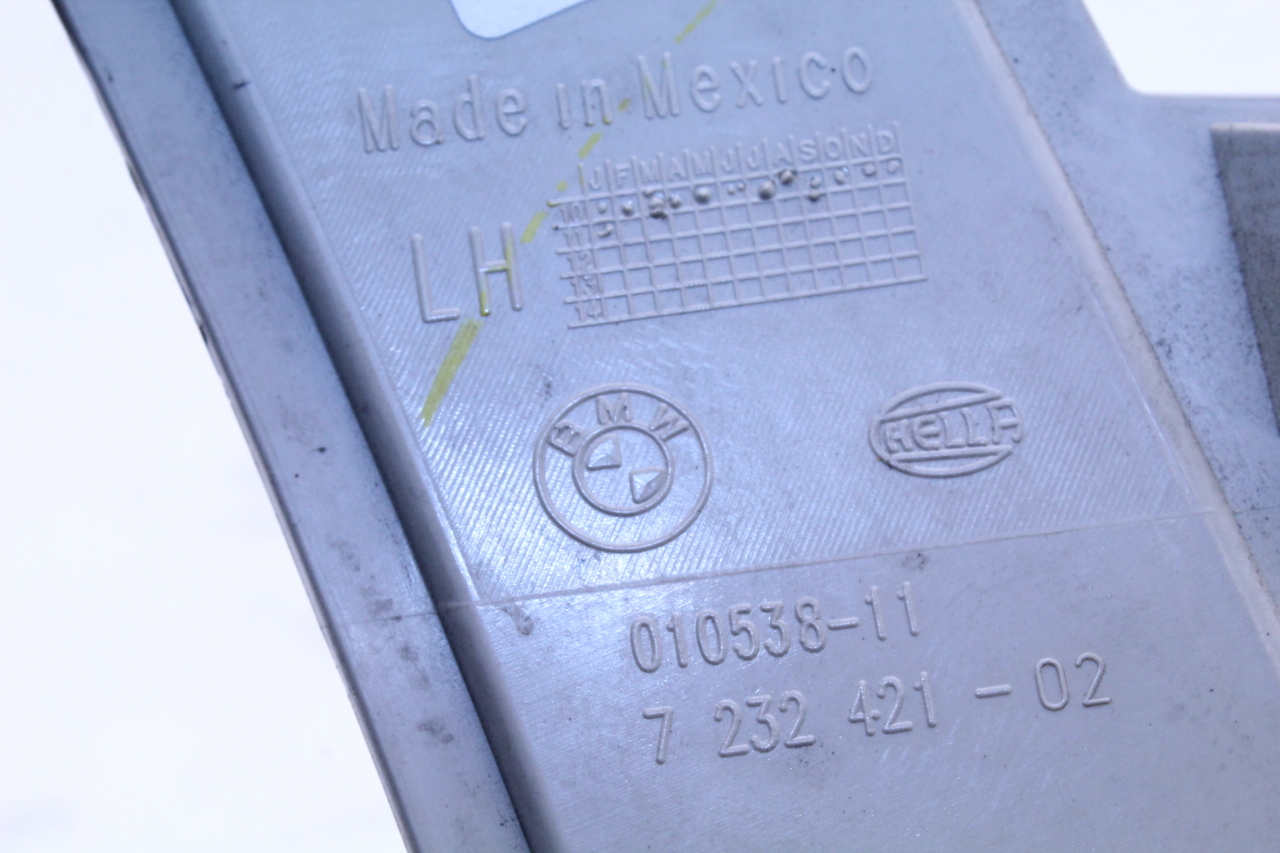 Made in Mexico
J F M A M J J A S O N D
10
11
12
13
14
LH
BMW
HELLA
010538-11
7 232 421 - 02